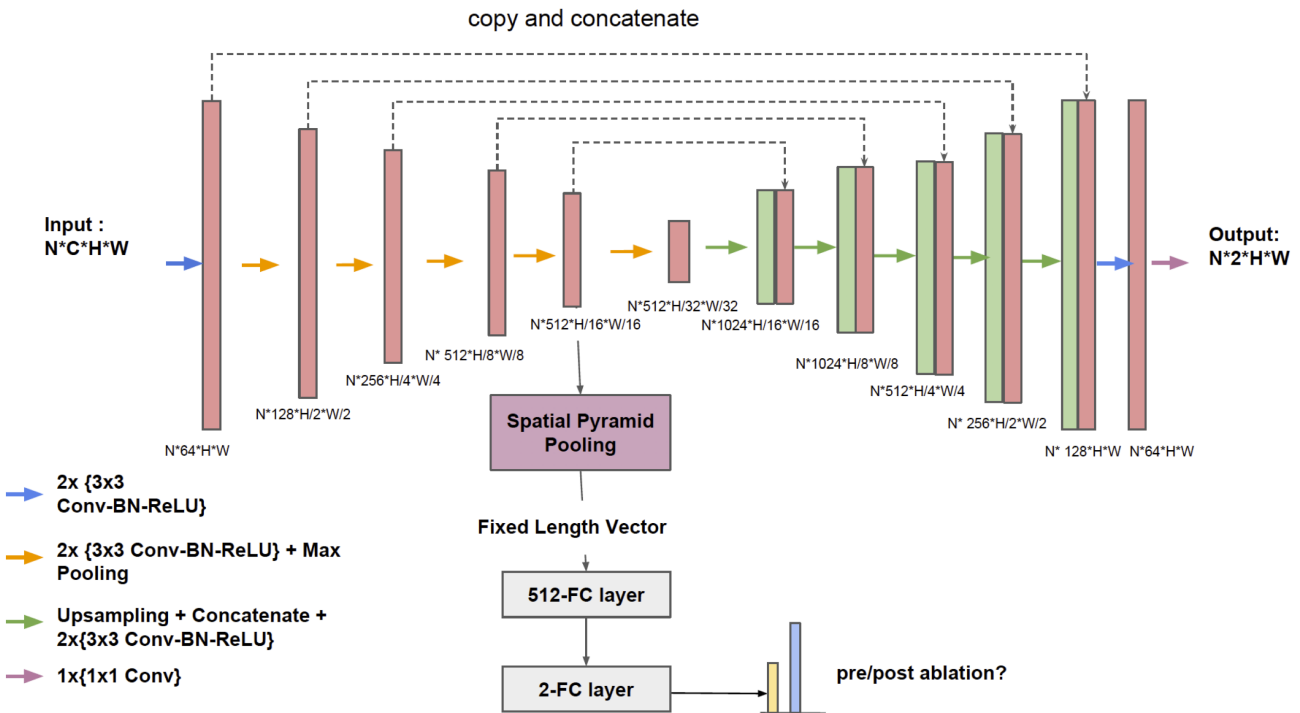 copy and concatenate
Input :
N*C*H*W
Output:
N*2*H*W
N*64*H*W
N*128*H/2*W/2
N*256*H/4*W/4
N* 512*H/8*W/8
N*512*H/16*W/16
N*512*H/32*W/32
N*1024*H/16*W/16
N*1024*H/8*W/8
N*512*H/4*W/4
N* 256*H/2*W/2
N* 128*H*W
N*64*H*W
Spatial Pyramid
Pooling
Fixed Length Vector
512-FC layer
2-FC layer
pre/post ablation?
2x {3x3
Conv-BN-ReLU}
2x {3x3 Conv-BN-ReLU} + Max
Pooling
Upsampling + Concatenate +
2x{3x3 Conv-BN-ReLU}
1x{1x1 Conv}